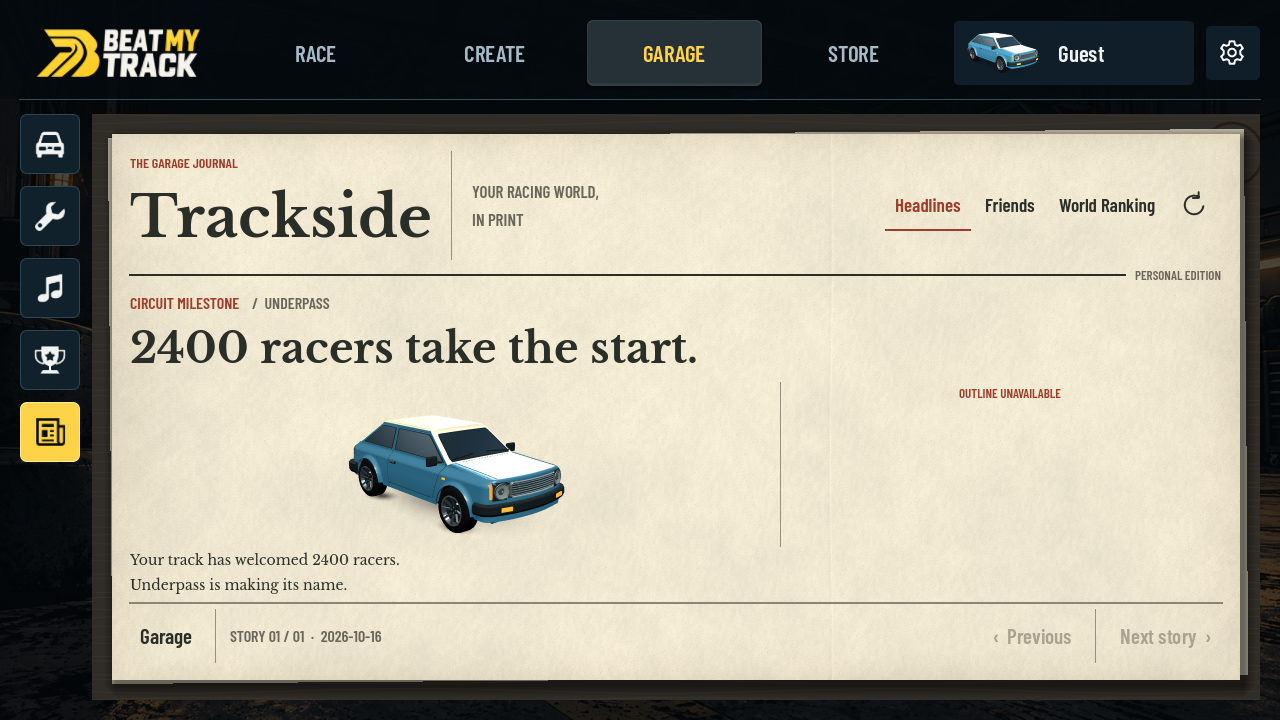 BEAT MY TRACK
RACE
CREATE
GARAGE
STORE
Guest
THE GARAGE JOURNAL
Trackside
YOUR RACING WORLD,
IN PRINT
Headlines
Friends
World Ranking
PERSONAL EDITION
CIRCUIT MILESTONE / UNDERPASS
2400 racers take the start.
OUTLINE UNAVAILABLE
Your track has welcomed 2400 racers.
Underpass is making its name.
Garage
STORY 01 / 01 · 2026-10-16
‹ Previous
Next story ›